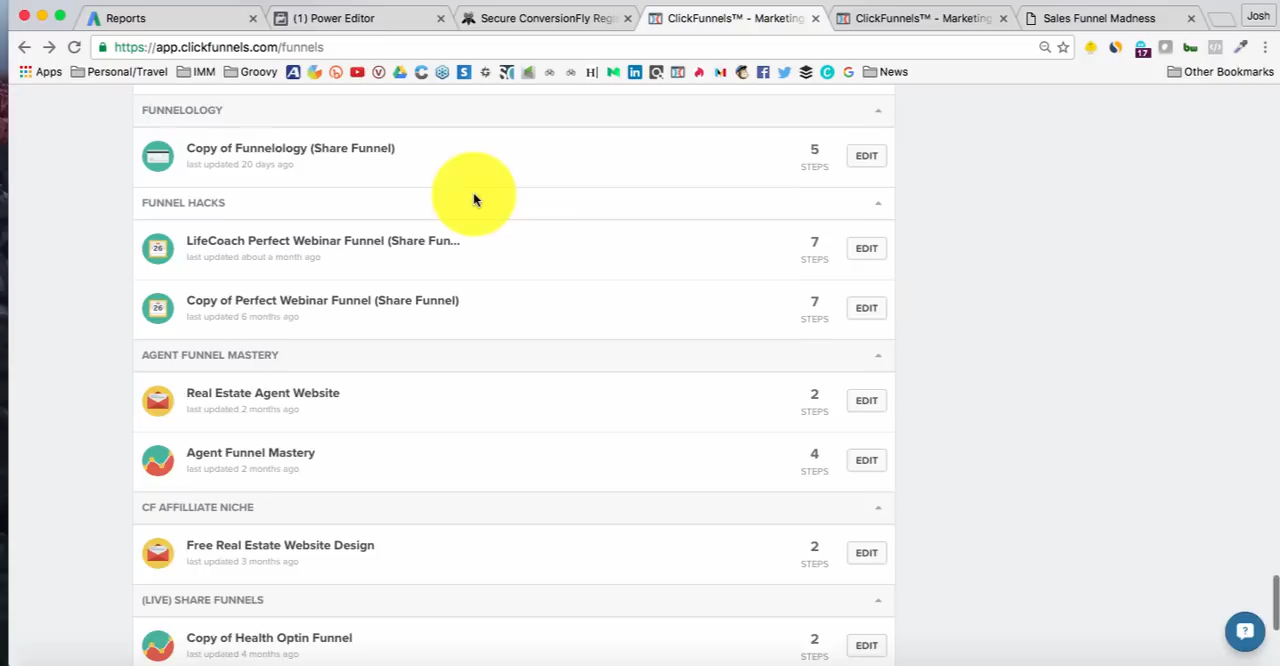 Reports
(1) Power Editor
Secure ConversionFly Regi
ClickFunnels™ - Marketing
ClickFunnels™ - Marketing
Sales Funnel Madness
Josh
https://app.clickfunnels.com/funnels
17
Apps
Personal/Travel
IMM
Groovy
News
Other Bookmarks
FUNNELOLOGY
Copy of Funnelology (Share Funnel)
last updated 20 days ago
5
STEPS
EDIT
FUNNEL HACKS
26
LifeCoach Perfect Webinar Funnel (Share Fun...
last updated about a month ago
7
STEPS
EDIT
26
Copy of Perfect Webinar Funnel (Share Funnel)
last updated 6 months ago
7
STEPS
EDIT
AGENT FUNNEL MASTERY
Real Estate Agent Website
last updated 2 months ago
2
STEPS
EDIT
Agent Funnel Mastery
last updated 2 months ago
4
STEPS
EDIT
CF AFFILLIATE NICHE
Free Real Estate Website Design
last updated 3 months ago
2
STEPS
EDIT
(LIVE) SHARE FUNNELS
Copy of Health Optin Funnel
last updated 4 months ago
2
STEPS
EDIT